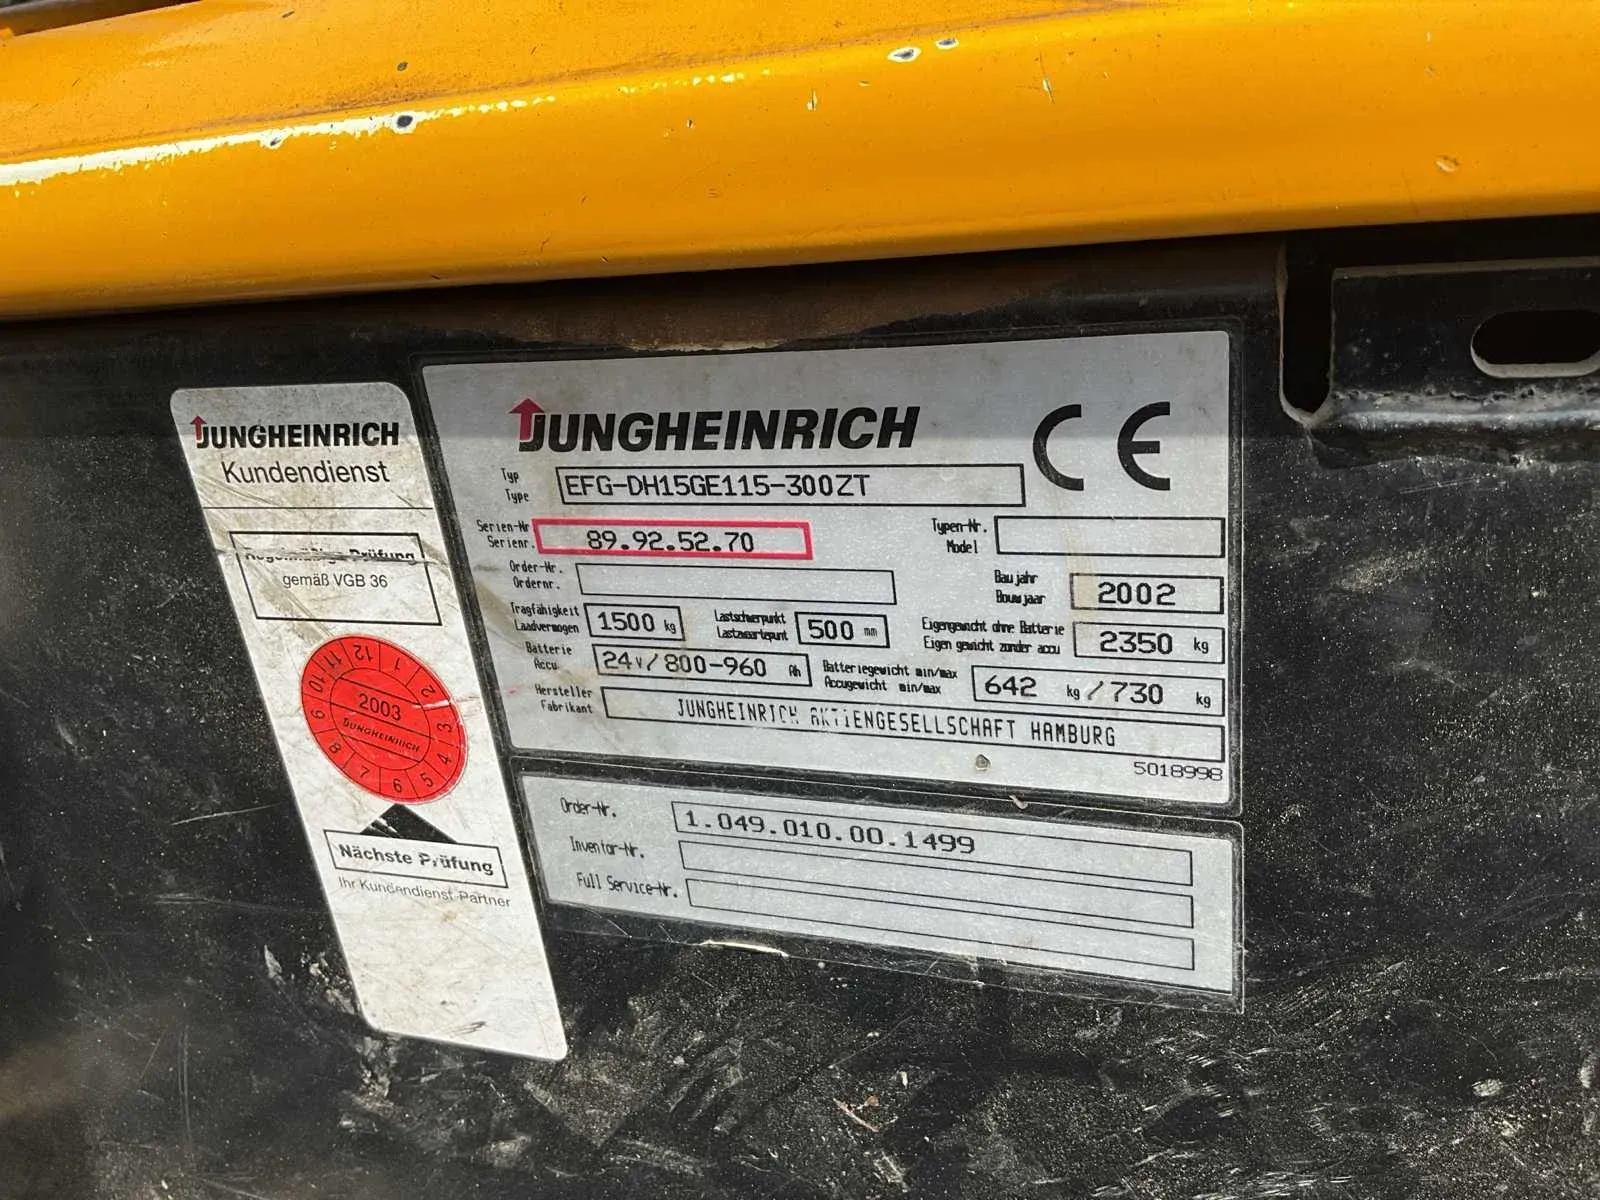 JUNGHEINRICH
Kundendienst
Regelmäßige Prüfung
gemäß VGB 36
12 1 2 3 4 5 6 7 8 9 10 11
2003
JUNGHEINRICH
Nächste Prüfung
Ihr Kundendienst-Partner
JUNGHEINRICH CE
Typ
Type EFG-DH15GE115-300ZT
Serien-Nr
Serienr. 89.92.52.70 Typen-Nr.
Model
Order-Nr.
Ordernr. Baujahr
Bouwjaar 2002
Tragfähigkeit
Laadvermogen 1500 kg Lastschwerpunkt
Lastzwaartepunt 500 mm Eigengewicht ohne Batterie
Eigen gewicht zonder accu 2350 kg
Batterie
Accu. 24V/800-960 Ah Batteriegewicht min/max
Accugewicht min/max 642 kg/730 kg
Hersteller
Fabrikant JUNGHEINRICH AKTIENGESELLSCHAFT HAMBURG
5018998
Order-Nr. 1.049.010.00.1499
Inventar-Nr.
Full Service-Nr.